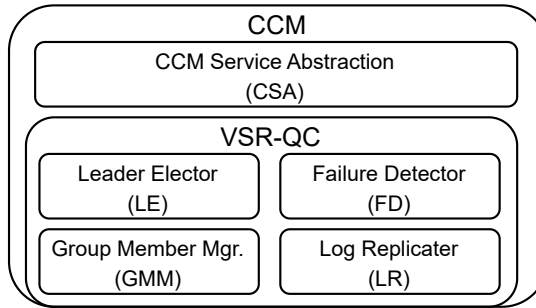 CCM
CCM Service Abstraction
(CSA)
VSR-QC
Leader Elector
(LE)
Failure Detector
(FD)
Group Member Mgr.
(GMM)
Log Replicater
(LR)